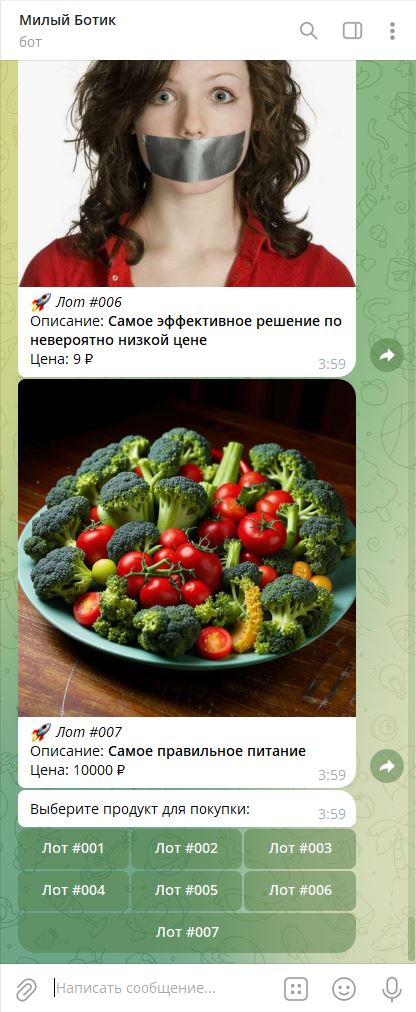 Милый Ботик
бот
🚀 Лот #006
Описание: Самое эффективное решение по
невероятно низкой цене
Цена: 9 ₽
3:59
🚀 Лот #007
Описание: Самое правильное питание
Цена: 10000 ₽
3:59
Выберите продукт для покупки:
3:59
Лот #001
Лот #002
Лот #003
Лот #004
Лот #005
Лот #006
Лот #007
Написать сообщение...